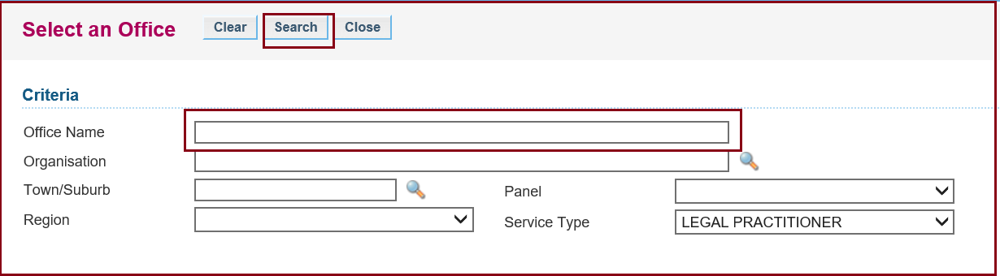 Select an Office Clear Search Close
Criteria
Office Name
Organisation
Town/Suburb Panel
Region Service Type LEGAL PRACTITIONER